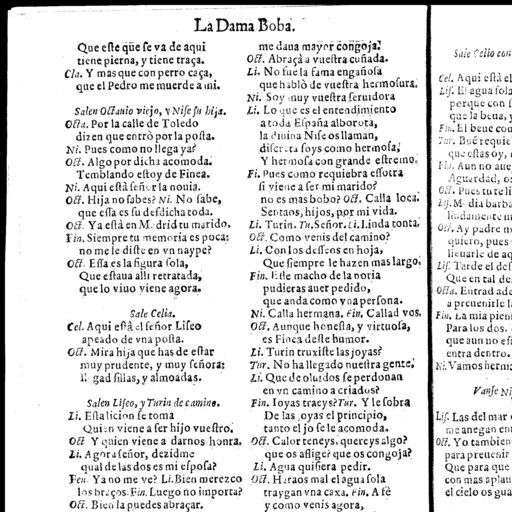 La Dama Boba.
Que este que se va de aqui
tiene pierna, y tiene traça.
Cla. Y mas que con perro caça,
que el Pedro me muerde a mi.
Salen Octanio viejo, y Nise su hija.
Octa. Por la calle de Toledo
dizen que entrò por la posta.
Ni. Pues como no llega ya?
Oct. Algo por dicha acomoda.
Temblando estoy de Finea.
Ni. Aqui està señor la nouia.
Oct. Hija no sabes? Ni. No sabe,
que essa es su desdicha toda.
Oct. Ya està en Madrid tu marido.
Fin. Siempre tu memoria es poca:
no me le diste en vn naype?
Oct. Essa es la figura sola,
que estaua alli retratada,
que lo viuo viene agora.
Sale Celia.
Cel. Aqui està el señor Liseo
apeado de vna posta.
Oct. Mira hija que has de estar
muy prudente, y muy señora:
llegad sillas, y almoadas.
Salen Liseo, y Turin de camino.
Li. Esta licion se toma
Quien viene a ser hijo vuestro.
Oct. Y quien viene a darnos honra.
Li. Agora señor, dezidme
qual de las dos es mi esposa?
Fen. Ya no me vè? Li. Bien merezco
los braços. Fin. Luego no importa?
Oct. Bien la puedes abraçar.
me daua mayor congoja?
Oct. Abraça a vuestra cuñada.
Li. No fue la fama engañosa
que hablò de vuestra hermosura.
Ni. Soy muy vuestra seruidora
Li. Lo que es el entendimiento
a toda España alborota,
la diuina Nise os llaman,
discreta soys como hermosa,
Y hermosa con grande estremo.
Fi. Pues como requiebra essotra
si viene a ser mi marido?
no es mas bobo? Oct. Calla loca.
Sentaos, hijos, por mi vida.
Li. Turin. Tu. Señor. Li. Linda tonta.
Oct. Como venis del camino?
Li. Con los desseos enoja,
Que siempre le hazen mas largo.
Fin. Este macho de la noria
pudieras auer pedido,
que anda como vna persona.
Ni. Calla hermana. Fin. Callad vos.
Oct. Aunque honesta, y virtuosa,
es Finea deste humor.
Li. Turin truxiste las joyas?
Tur. No ha llegado nuestra gente.
Li. Que de oluidos se perdonan
en vn camino a criados?
Fin. Ioyas traeys? Tur. Y le sobra
De las joyas el principio,
tanto el jo se le acomoda.
Oct. Calor teneys, quereys algo?
que os aflige? que os congoja?
Li. Agua quisiera pedir.
Oct. Haraos mal el agua sola
traygan vna caxa. Fin. A fè
y como venis agora,
Sale Celio con
Cel. Aqui està el
Lis. El agua sola
porque con s
que la beua, y
Fin. El beue com
Tur. Què requie
que estas oy,
Fin. Aun no aue
Aguardad, os
Oct. Pues tu te li
Lis. M. dia barba
lindamente m
Oct. Ay padre m
quitero, pues
lleuarle de aq
Lis. Tarde el des
Que en tal de
Octa. Entrad ade
a preuenirle l
Fin. La mia pien
Para los dos.
que aun no es
entra dentro.
Ni. Vamos herm
Vanse Ni
Lis. Las del mar
me anegan ent
Oct. Yo tambien
para preuenir
Que para que
con mas aplau
el cielo os gua